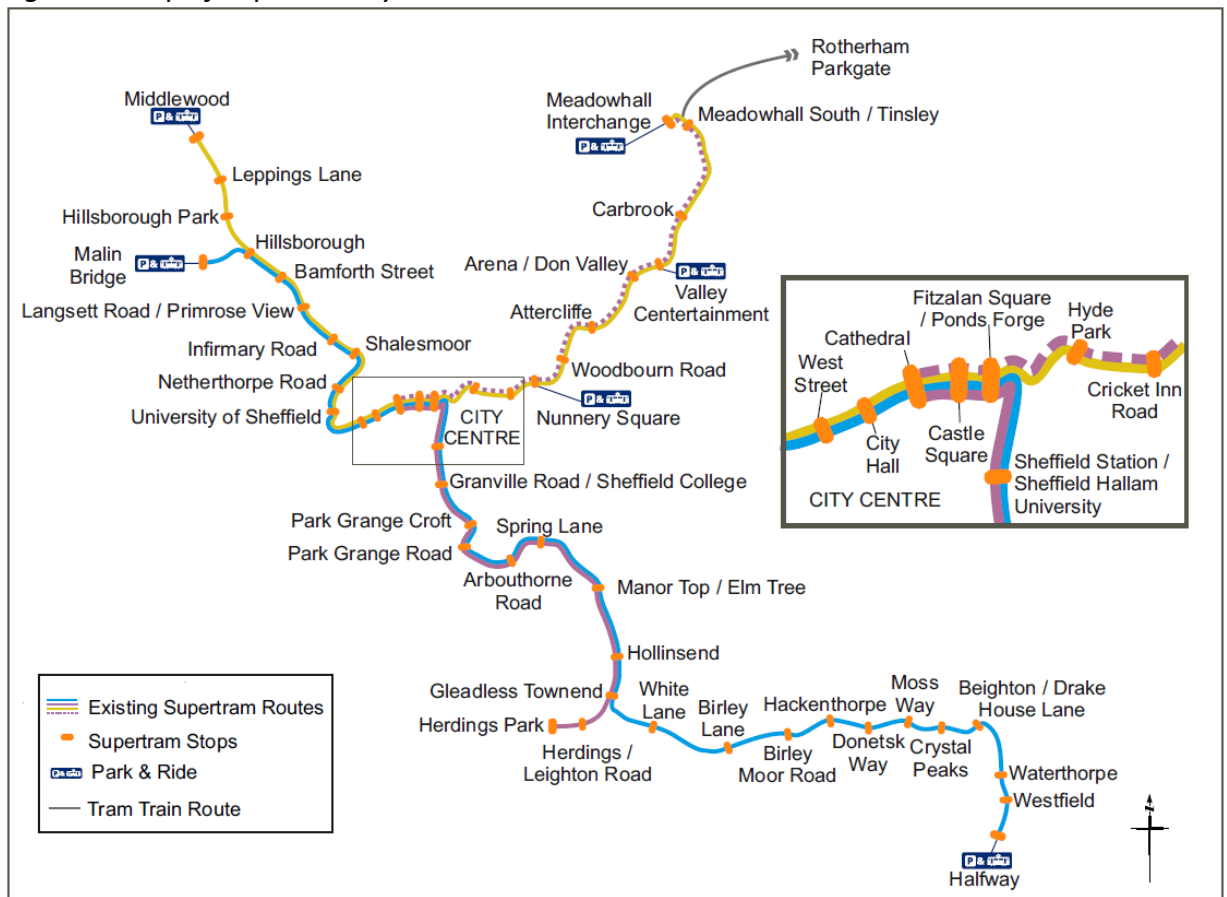 Middlewood
P &
Leppings Lane
Hillsborough Park
Hillsborough
Malin
Bridge
P &
Bamforth Street
Langsett Road / Primrose View
Infirmary Road
Shalesmoor
Netherthorpe Road
University of Sheffield
Rotherham
Parkgate
Meadowhall
Interchange
P &
Meadowhall South / Tinsley
Carbrook
Arena / Don Valley
P &
Valley
Centertainment
Attercliffe
Woodbourn Road
P &
Nunnery Square
CITY
CENTRE
Granville Road / Sheffield College
Park Grange Croft
Park Grange Road
Spring Lane
Arbouthorne
Road
Manor Top / Elm Tree
Hollinsend
Gleadless Townend
Herdings Park
Herdings /
Leighton Road
White
Lane
Birley
Lane
Birley
Moor Road
Hackenthorpe
Donetsk
Way
Moss
Way
Crystal
Peaks
Beighton / Drake
House Lane
Waterthorpe
Westfield
P &
Halfway
Fitzalan Square
/ Ponds Forge
Hyde
Park
Cathedral
West
Street
City
Hall
Castle
Square
Cricket Inn
Road
Sheffield Station /
Sheffield Hallam
University
CITY CENTRE
Existing Supertram Routes
Supertram Stops
P & Park & Ride
Tram Train Route
N